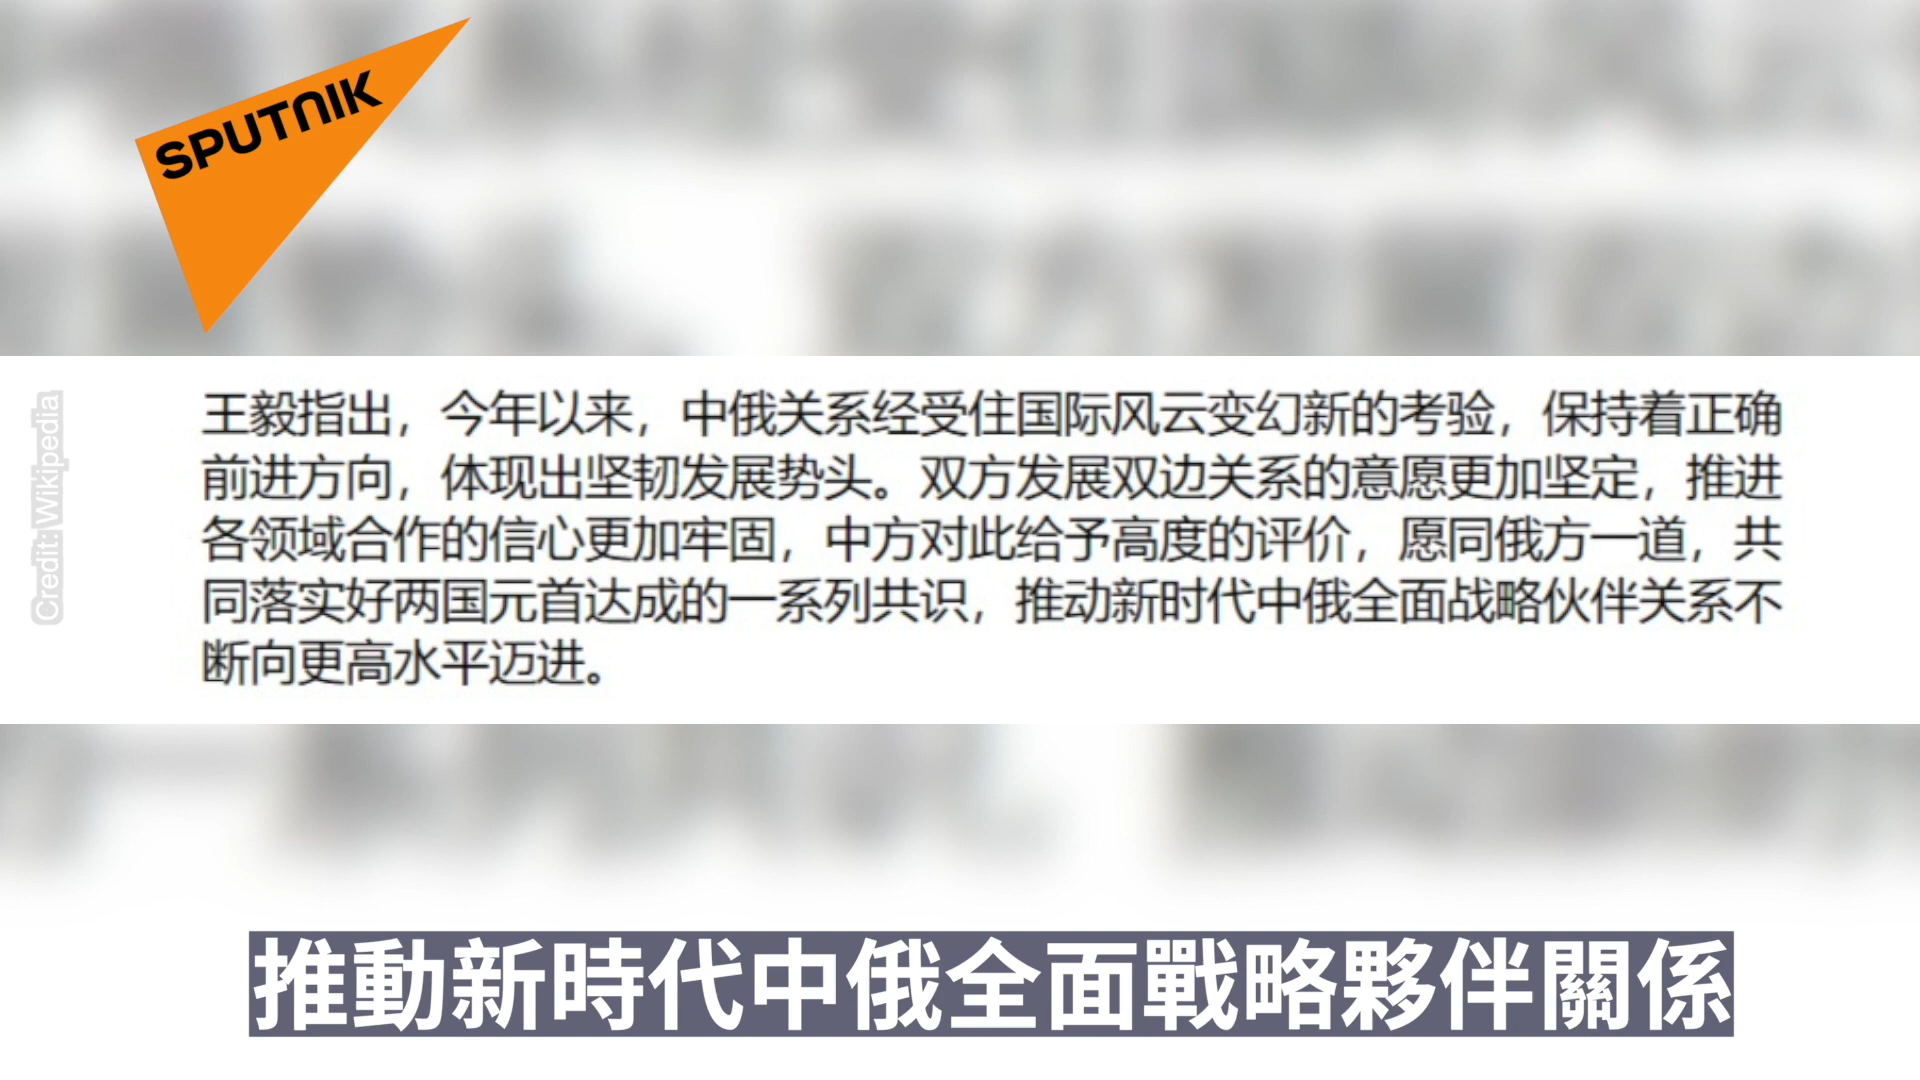 SPUTNIK
Credit: Wikipedia
王毅指出，今年以来，中俄关系经受住国际风云变幻新的考验，保持着正确
前进方向，体现出坚韧发展势头。双方发展双边关系的意愿更加坚定，推进
各领域合作的信心更加牢固，中方对此给予高度的评价，愿同俄方一道，共
同落实好两国元首达成的一系列共识，推动新时代中俄全面战略伙伴关系不
断向更高水平迈进。
推動新時代中俄全面戰略夥伴關係